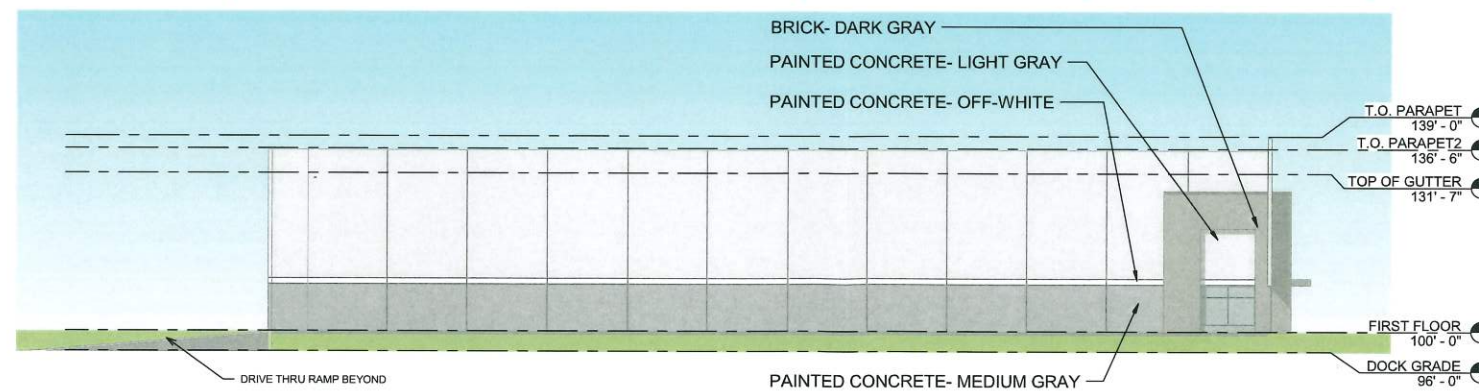 BRICK- DARK GRAY
PAINTED CONCRETE- LIGHT GRAY
PAINTED CONCRETE- OFF-WHITE
T.O. PARAPET
139' - 0"
T.O. PARAPET2
136' - 6"
TOP OF GUTTER
131' - 7"
FIRST FLOOR
100' - 0"
DOCK GRADE
96' - 0"
DRIVE THRU RAMP BEYOND
PAINTED CONCRETE- MEDIUM GRAY